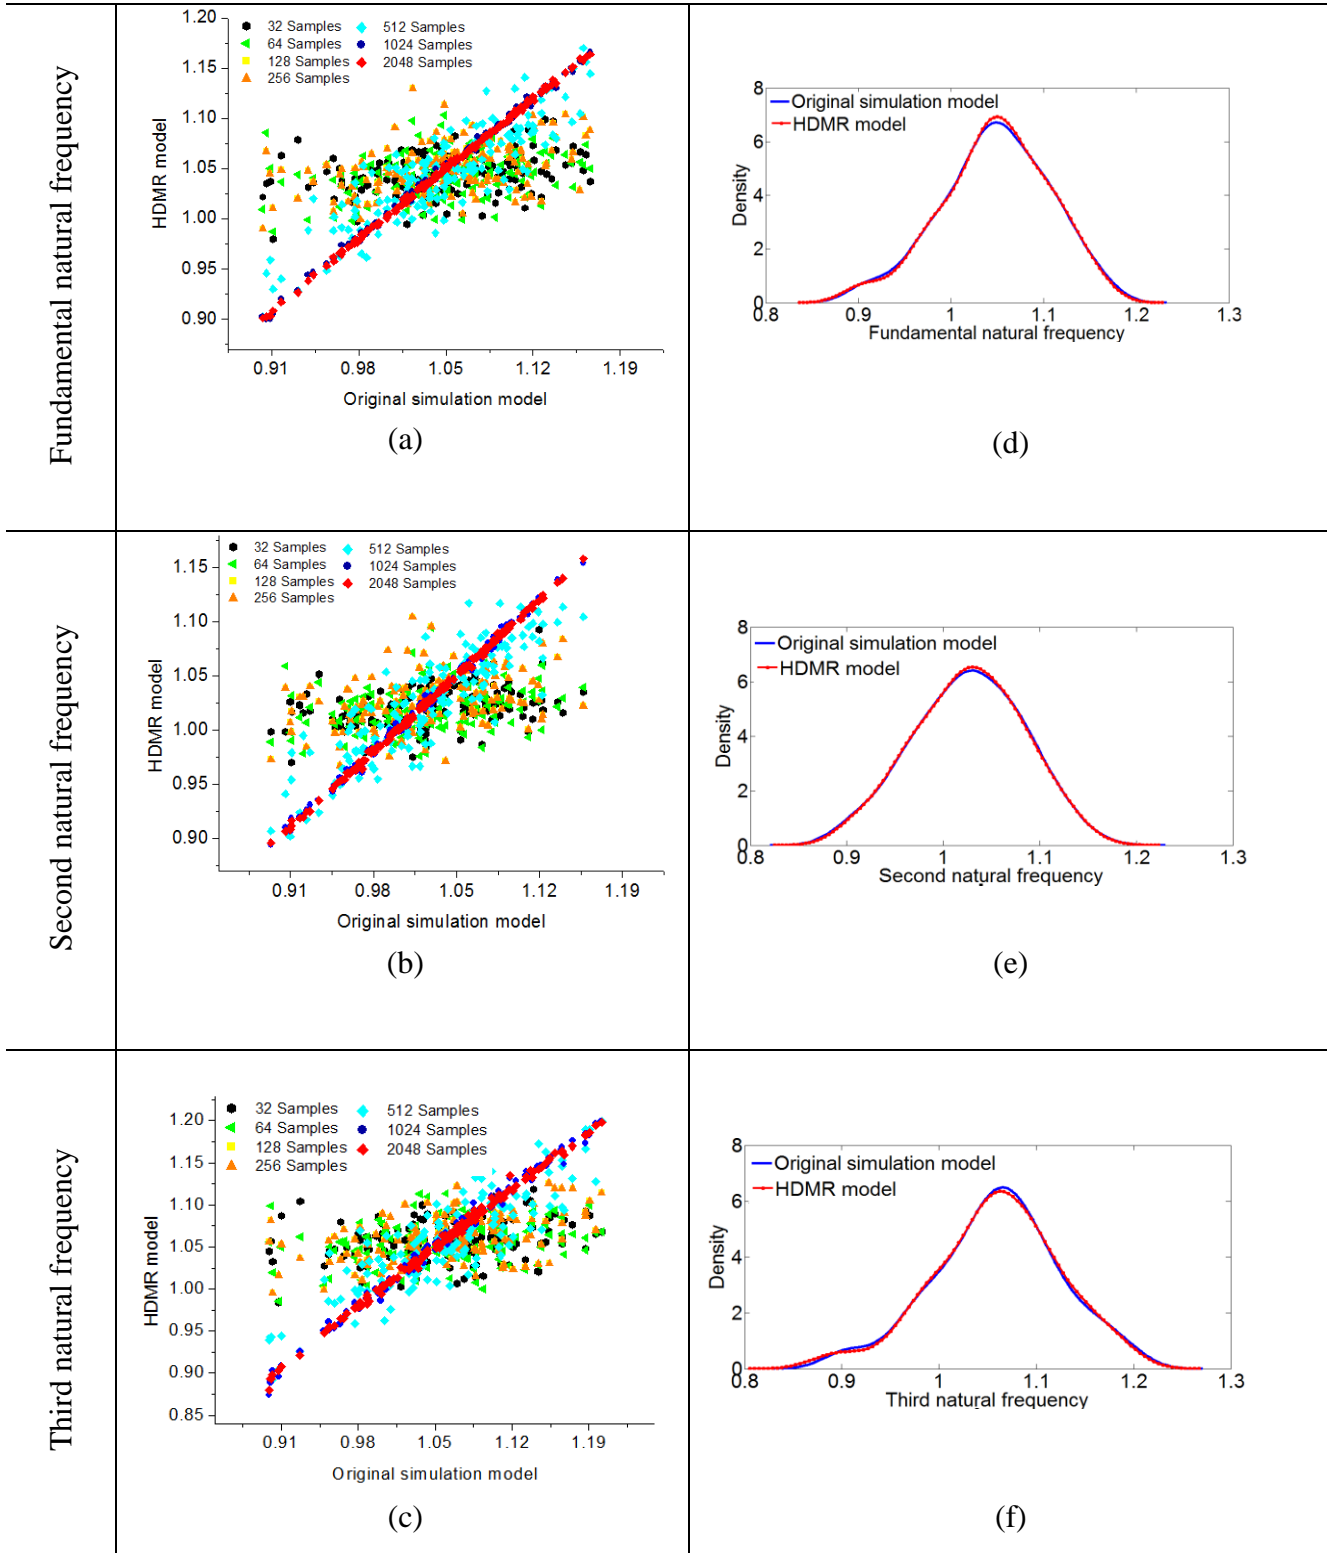 Fundamental natural frequency
1.20
1.15
1.10
1.05
1.00
0.95
0.90
HDMR model
32 Samples
64 Samples
128 Samples
256 Samples
512 Samples
1024 Samples
2048 Samples
0.91 0.98 1.05 1.12 1.19
Original simulation model
(a)
8
6
4
2
0
Density
Original simulation model
HDMR model
0.8 0.9 1 1.1 1.2 1.3
Fundamental natural frequency
(d)
Second natural frequency
1.15
1.10
1.05
1.00
0.95
0.90
HDMR model
32 Samples
64 Samples
128 Samples
256 Samples
512 Samples
1024 Samples
2048 Samples
0.91 0.98 1.05 1.12 1.19
Original simulation model
(b)
8
6
4
2
0
Density
Original simulation model
HDMR model
0.8 0.9 1 1.1 1.2 1.3
Second natural frequency
(e)
Third natural frequency
1.20
1.15
1.10
1.05
1.00
0.95
0.90
0.85
HDMR model
32 Samples
64 Samples
128 Samples
256 Samples
512 Samples
1024 Samples
2048 Samples
0.91 0.98 1.05 1.12 1.19
Original simulation model
(c)
8
6
4
2
0
Density
Original simulation model
HDMR model
0.8 0.9 1 1.1 1.2 1.3
Third natural frequency
(f)